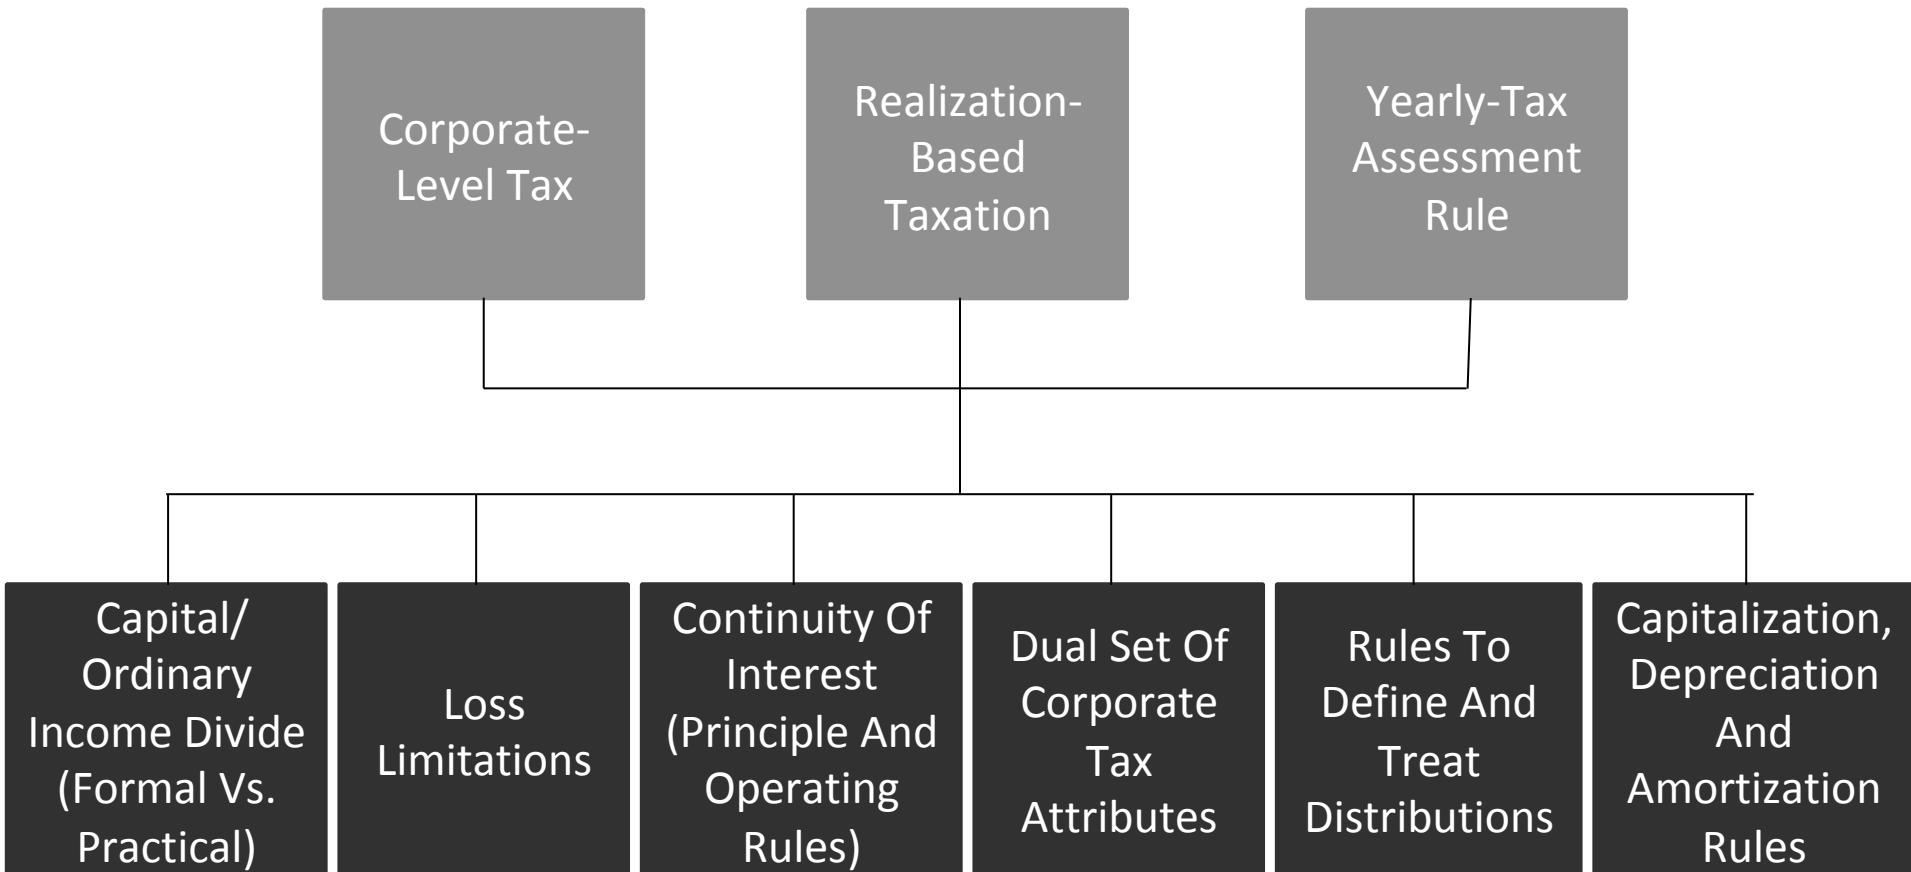 Corporate-
Level Tax
Realization-
Based
Taxation
Yearly-Tax
Assessment
Rule
Capital/
Ordinary
Income Divide
(Formal Vs.
Practical)
Loss
Limitations
Continuity Of
Interest
(Principle And
Operating
Rules)
Dual Set Of
Corporate
Tax
Attributes
Rules To
Define And
Treat
Distributions
Capitalization,
Depreciation
And
Amortization
Rules